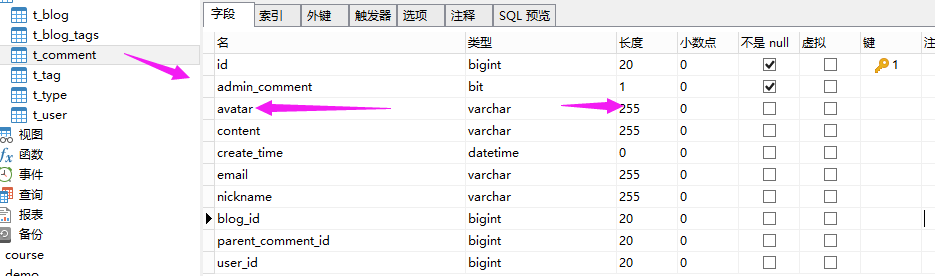 t_blog
t_blog_tags
t_comment
t_tag
t_type
t_user
视图
fx 函数
事件
查询
报表
备份
course
demo
字段 索引 外键 触发器 选项 注释 SQL 预览
名 类型 长度 小数点 不是 null 虚拟 键 注
id bigint 20 0 1
admin_comment bit 1 0
avatar varchar 255 0
content varchar 255 0
create_time datetime 0 0
email varchar 255 0
nickname varchar 255 0
blog_id bigint 20 0
parent_comment_id bigint 20 0
user_id bigint 20 0